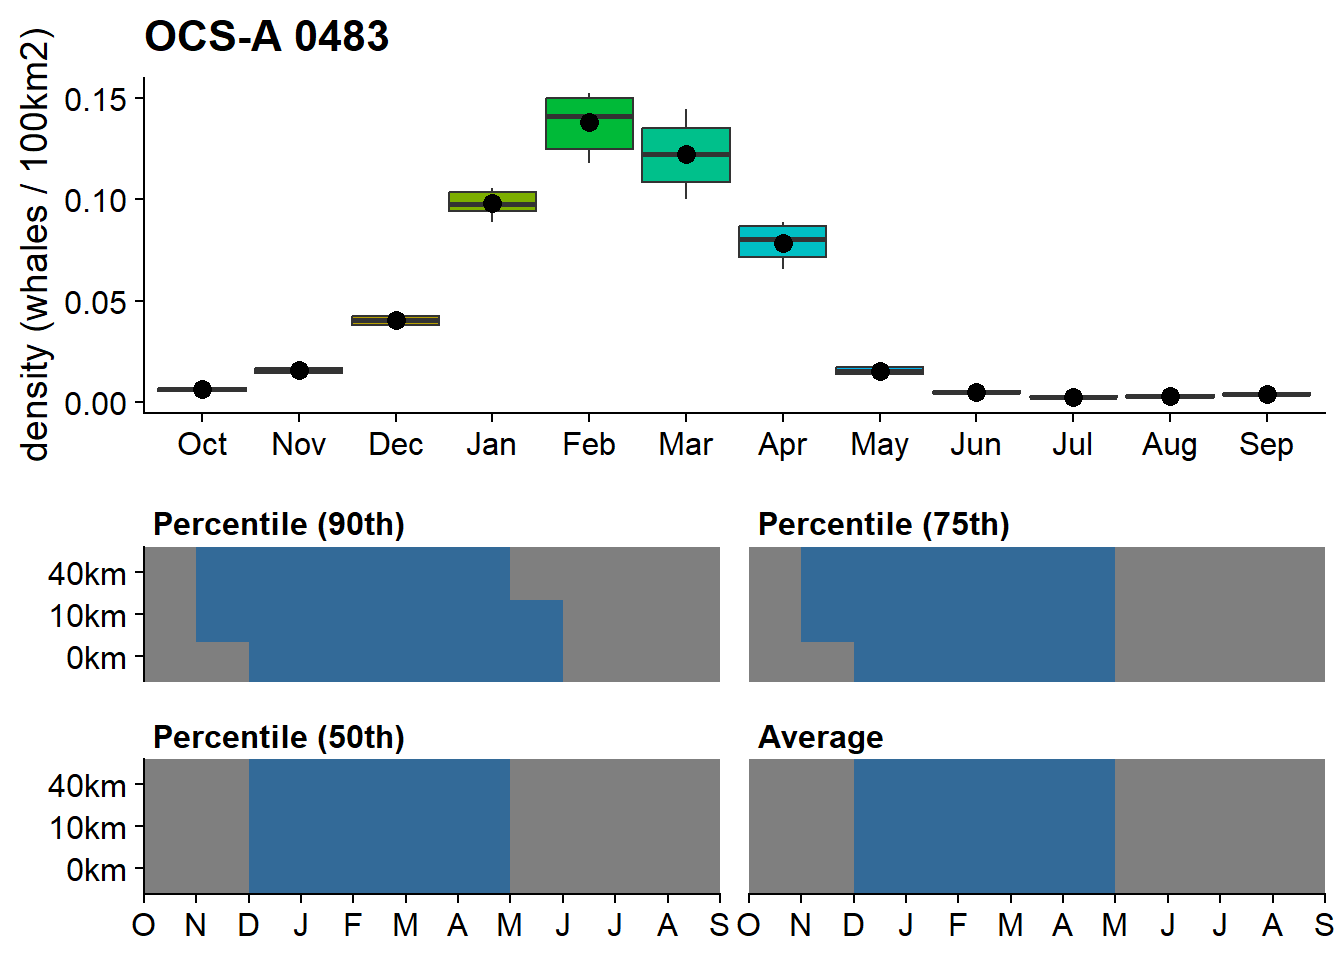 OCS-A 0483
density (whales / 100km2)
0.15
0.10
0.05
0.00
Oct Nov Dec Jan Feb Mar Apr May Jun Jul Aug Sep
Percentile (90th) Percentile (75th)
40km
10km
0km
Percentile (50th) Average
40km
10km
0km
O N D J F M A M J J A S O N D J F M A M J J A S